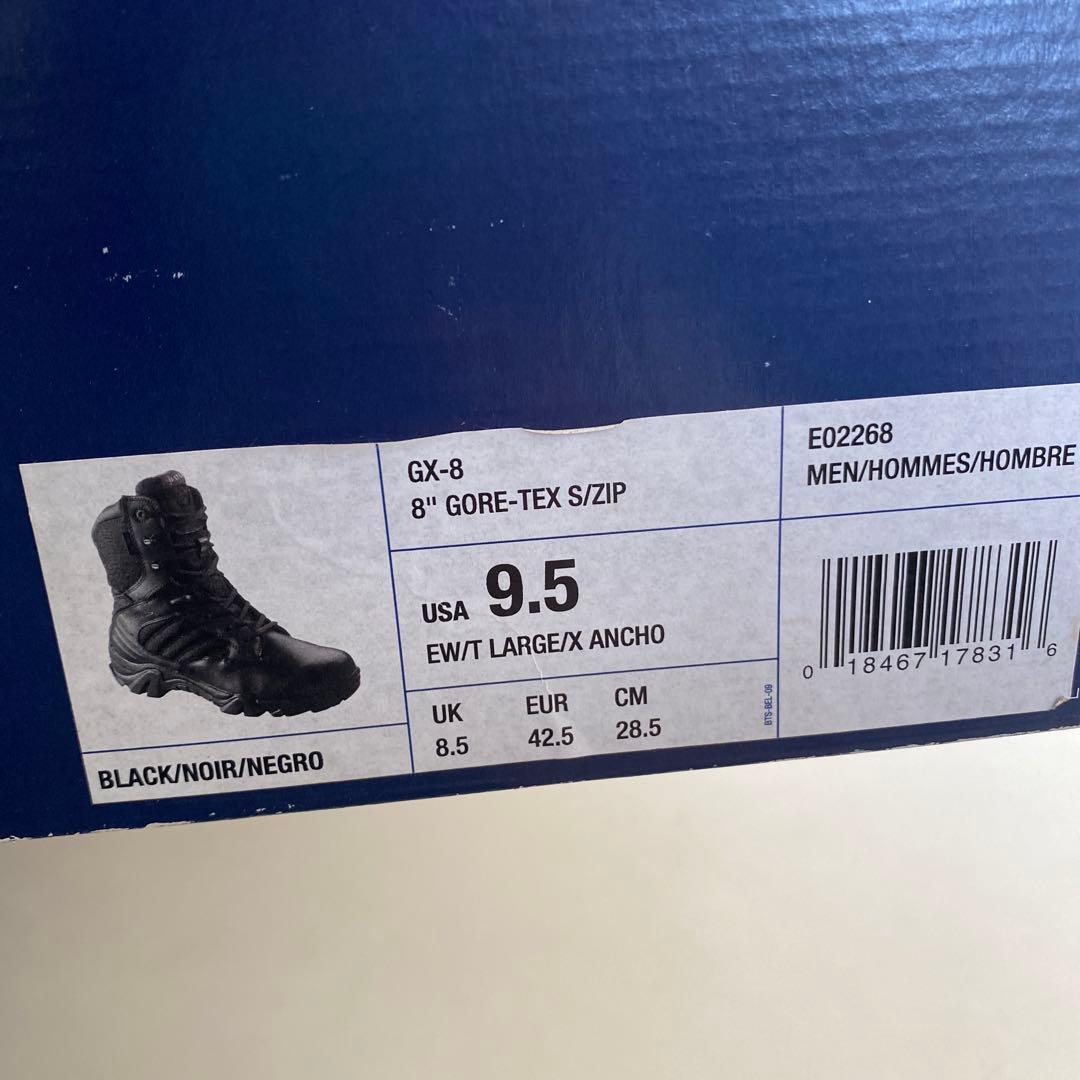 GX-8
8" GORE-TEX S/ZIP
E02268
MEN/HOMMES/HOMBRE
USA 9.5
EW/T LARGE/X ANCHO
UK EUR CM
8.5 42.5 28.5
BTS-BEL-09
0 18467 17831 6
BLACK/NOIR/NEGRO